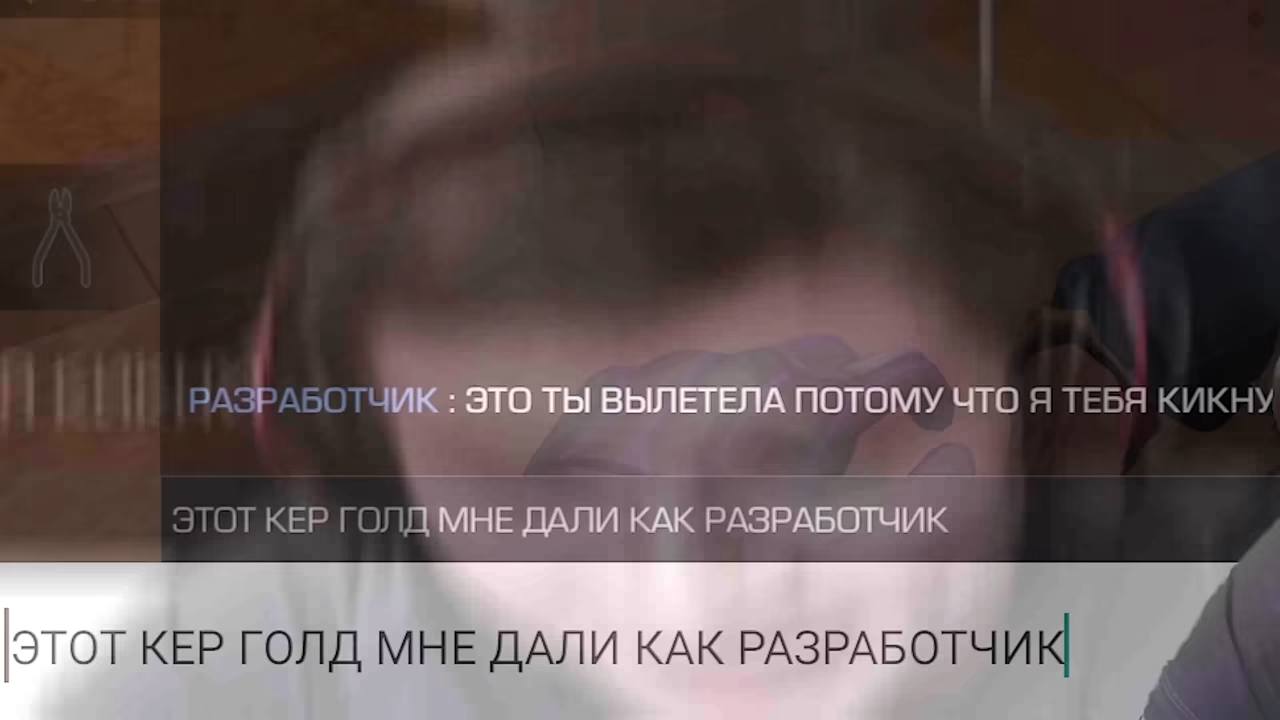 РАЗРАБОТЧИК : ЭТО ТЫ ВЫЛЕТЕЛА ПОТОМУ ЧТО Я ТЕБЯ КИКНУ
ЭТОТ КЕР ГОЛД МНЕ ДАЛИ КАК РАЗРАБОТЧИК
ЭТОТ КЕР ГОЛД МНЕ ДАЛИ КАК РАЗРАБОТЧИК